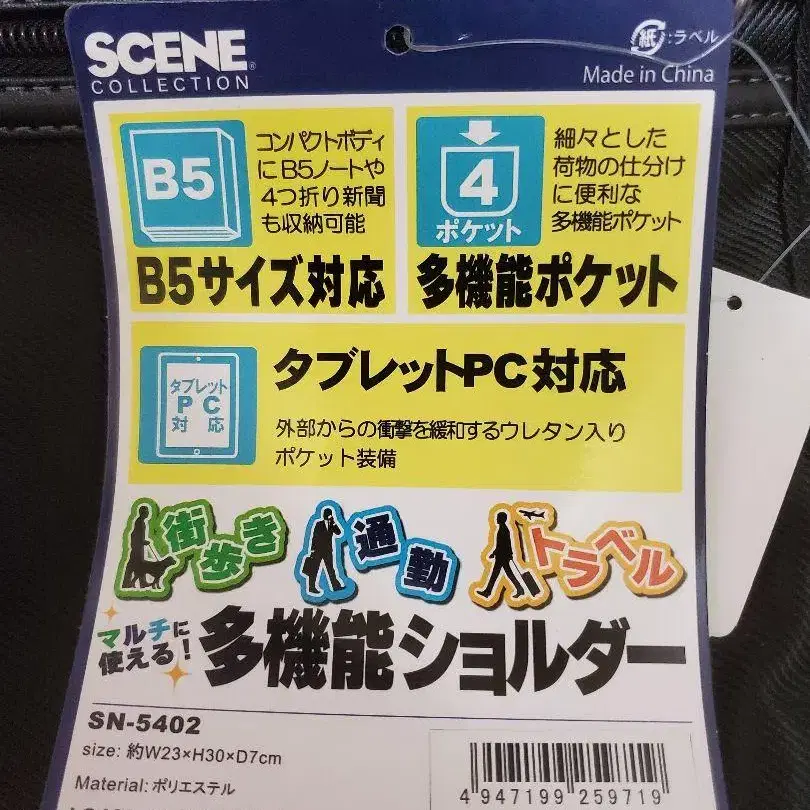 SCENE®
COLLECTION
紙:ラベル
Made in China
B5
コンパクトボディ
にB5ノートや
4つ折り新聞
も収納可能
B5サイズ対応
4
ポケット
細々とした
荷物の仕分け
に便利な
多機能ポケット
多機能ポケット
タブレット
PC
対応
タブレットPC対応
外部からの衝撃を緩和するウレタン入り
ポケット装備
街歩き
通勤
トラベル
マルチに
使える!
多機能ショルダー
SN-5402
size: 約W23×H30×D7cm
Material: ポリエステル
4 947199 259719